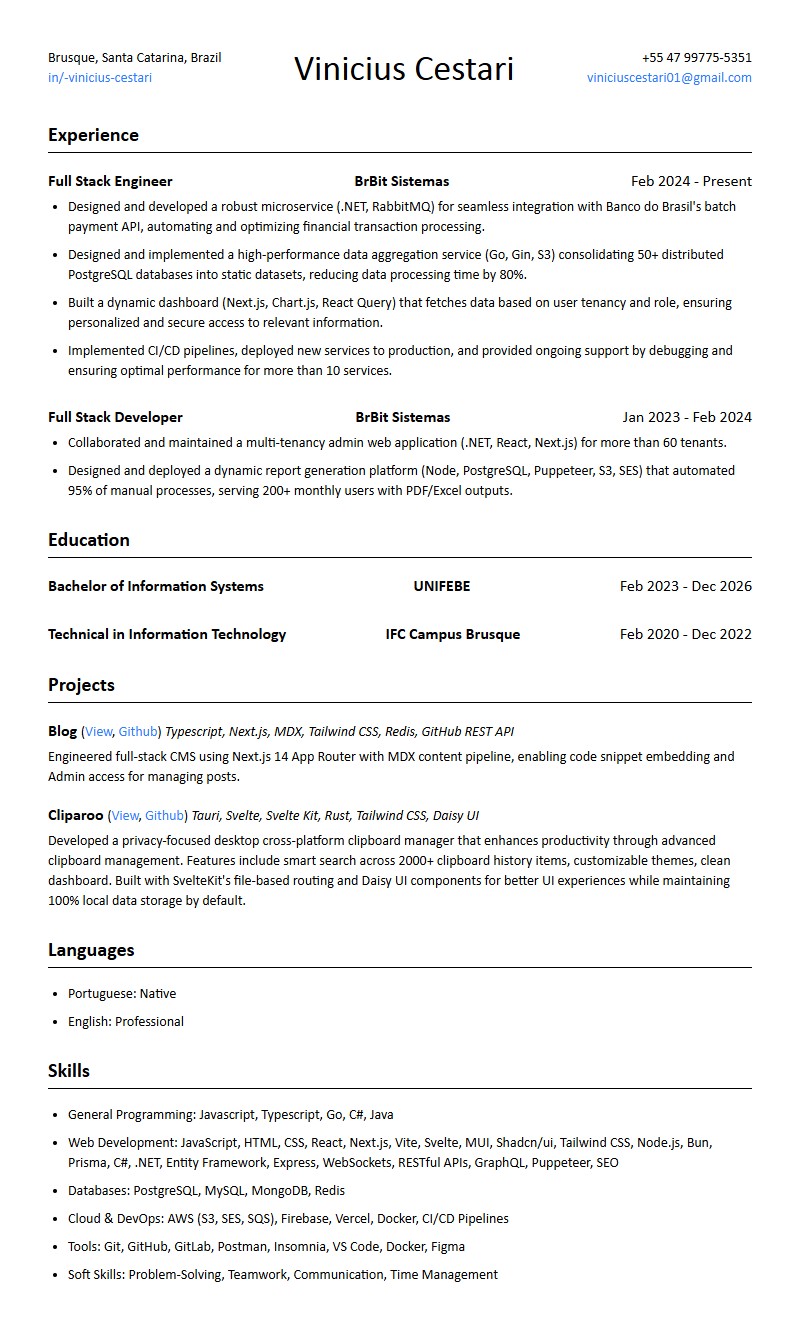 Brusque, Santa Catarina, Brazil
in/-vinicius-cestari
Vinicius Cestari
+55 47 99775-5351
viniciuscestari01@gmail.com
Experience
Full Stack Engineer BrBit Sistemas Feb 2024 - Present
• Designed and developed a robust microservice (.NET, RabbitMQ) for seamless integration with Banco do Brasil's batch
payment API, automating and optimizing financial transaction processing.
• Designed and implemented a high-performance data aggregation service (Go, Gin, S3) consolidating 50+ distributed
PostgreSQL databases into static datasets, reducing data processing time by 80%.
• Built a dynamic dashboard (Next.js, Chart.js, React Query) that fetches data based on user tenancy and role, ensuring
personalized and secure access to relevant information.
• Implemented CI/CD pipelines, deployed new services to production, and provided ongoing support by debugging and
ensuring optimal performance for more than 10 services.
Full Stack Developer BrBit Sistemas Jan 2023 - Feb 2024
• Collaborated and maintained a multi-tenancy admin web application (.NET, React, Next.js) for more than 60 tenants.
• Designed and deployed a dynamic report generation platform (Node, PostgreSQL, Puppeteer, S3, SES) that automated
95% of manual processes, serving 200+ monthly users with PDF/Excel outputs.
Education
Bachelor of Information Systems UNIFEBE Feb 2023 - Dec 2026
Technical in Information Technology IFC Campus Brusque Feb 2020 - Dec 2022
Projects
Blog (View, Github) Typescript, Next.js, MDX, Tailwind CSS, Redis, GitHub REST API
Engineered full-stack CMS using Next.js 14 App Router with MDX content pipeline, enabling code snippet embedding and
Admin access for managing posts.
Cliparoo (View, Github) Tauri, Svelte, Svelte Kit, Rust, Tailwind CSS, Daisy UI
Developed a privacy-focused desktop cross-platform clipboard manager that enhances productivity through advanced
clipboard management. Features include smart search across 2000+ clipboard history items, customizable themes, clean
dashboard. Built with SvelteKit's file-based routing and Daisy UI components for better UI experiences while maintaining
100% local data storage by default.
Languages
• Portuguese: Native
• English: Professional
Skills
• General Programming: Javascript, Typescript, Go, C#, Java
• Web Development: JavaScript, HTML, CSS, React, Next.js, Vite, Svelte, MUI, Shadcn/ui, Tailwind CSS, Node.js, Bun,
Prisma, C#, .NET, Entity Framework, Express, WebSockets, RESTful APIs, GraphQL, Puppeteer, SEO
• Databases: PostgreSQL, MySQL, MongoDB, Redis
• Cloud & DevOps: AWS (S3, SES, SQS), Firebase, Vercel, Docker, CI/CD Pipelines
• Tools: Git, GitHub, GitLab, Postman, Insomnia, VS Code, Docker, Figma
• Soft Skills: Problem-Solving, Teamwork, Communication, Time Management